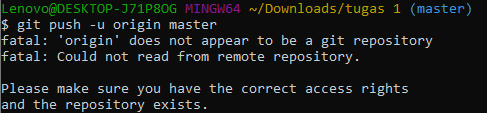 Lenovo@DESKTOP-J71P8OG MINGW64 ~/Downloads/tugas 1 (master)
$ git push -u origin master
fatal: 'origin' does not appear to be a git repository
fatal: Could not read from remote repository.

Please make sure you have the correct access rights
and the repository exists.